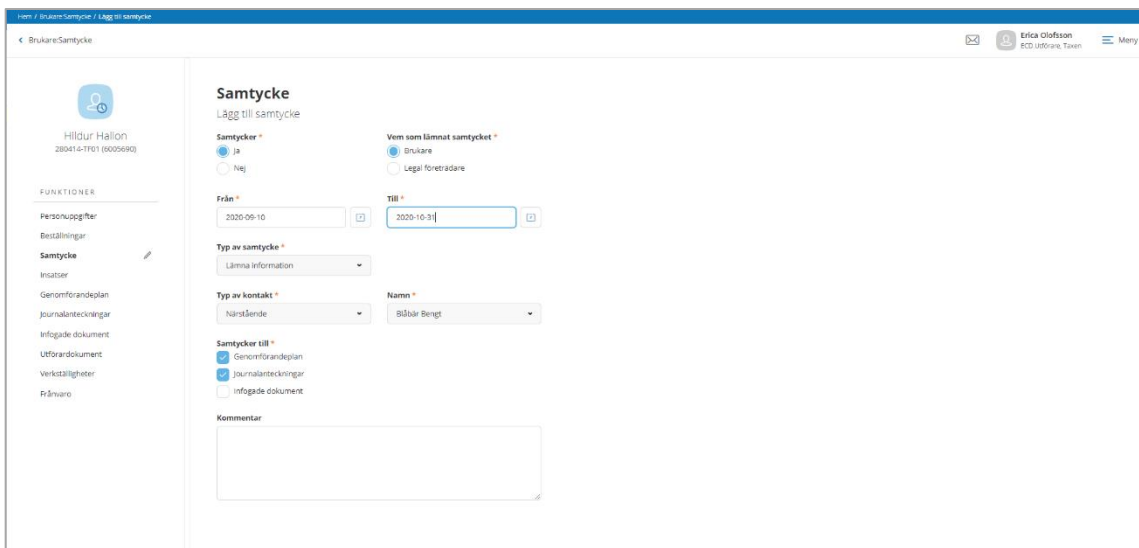 Hem / Brukare:Samtycke / Lägg till samtycke
Brukare:Samtycke
Erica Olofsson
ECD Utförare, Taxen
Meny
Hildur Hallon
280414-TF01 (6005690)
FUNKTIONER
Personuppgifter
Beställningar
Samtycke
Insatser
Genomförandeplan
Journalanteckningar
Infogade dokument
Utförardokument
Verkställigheter
Frånvaro
Samtycke
Lägg till samtycke
Samtycker * Vem som lämnat samtycket *
Ja Brukare
Nej Legal företrädare
Från * Till *
2020-09-10 2020-10-31
Typ av samtycke *
Lämna information
Typ av kontakt * Namn *
Närstående Blåbär Bengt
Samtycker till *
Genomförandeplan
Journalanteckningar
Infogade dokument
Kommentar